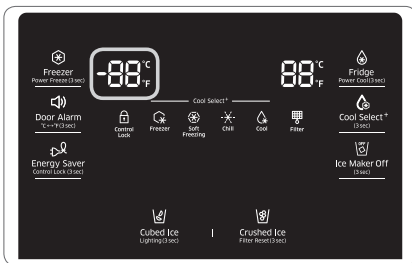 Freezer
Power Freeze (3 sec)
Door Alarm
°C↔°F(3 sec)
Energy Saver
Control Lock (3 sec)
-88 °C °F
88 °C °F
Cool Select+
Control Lock
Freezer
Soft Freezing
Chill
Cool
Filter
Fridge
Power Cool (3 sec)
Cool Select+
(3 sec)
OFF
Ice Maker Off
(3 sec)
Cubed Ice
Lighting (3 sec)
Crushed Ice
Filter Reset (3 sec)